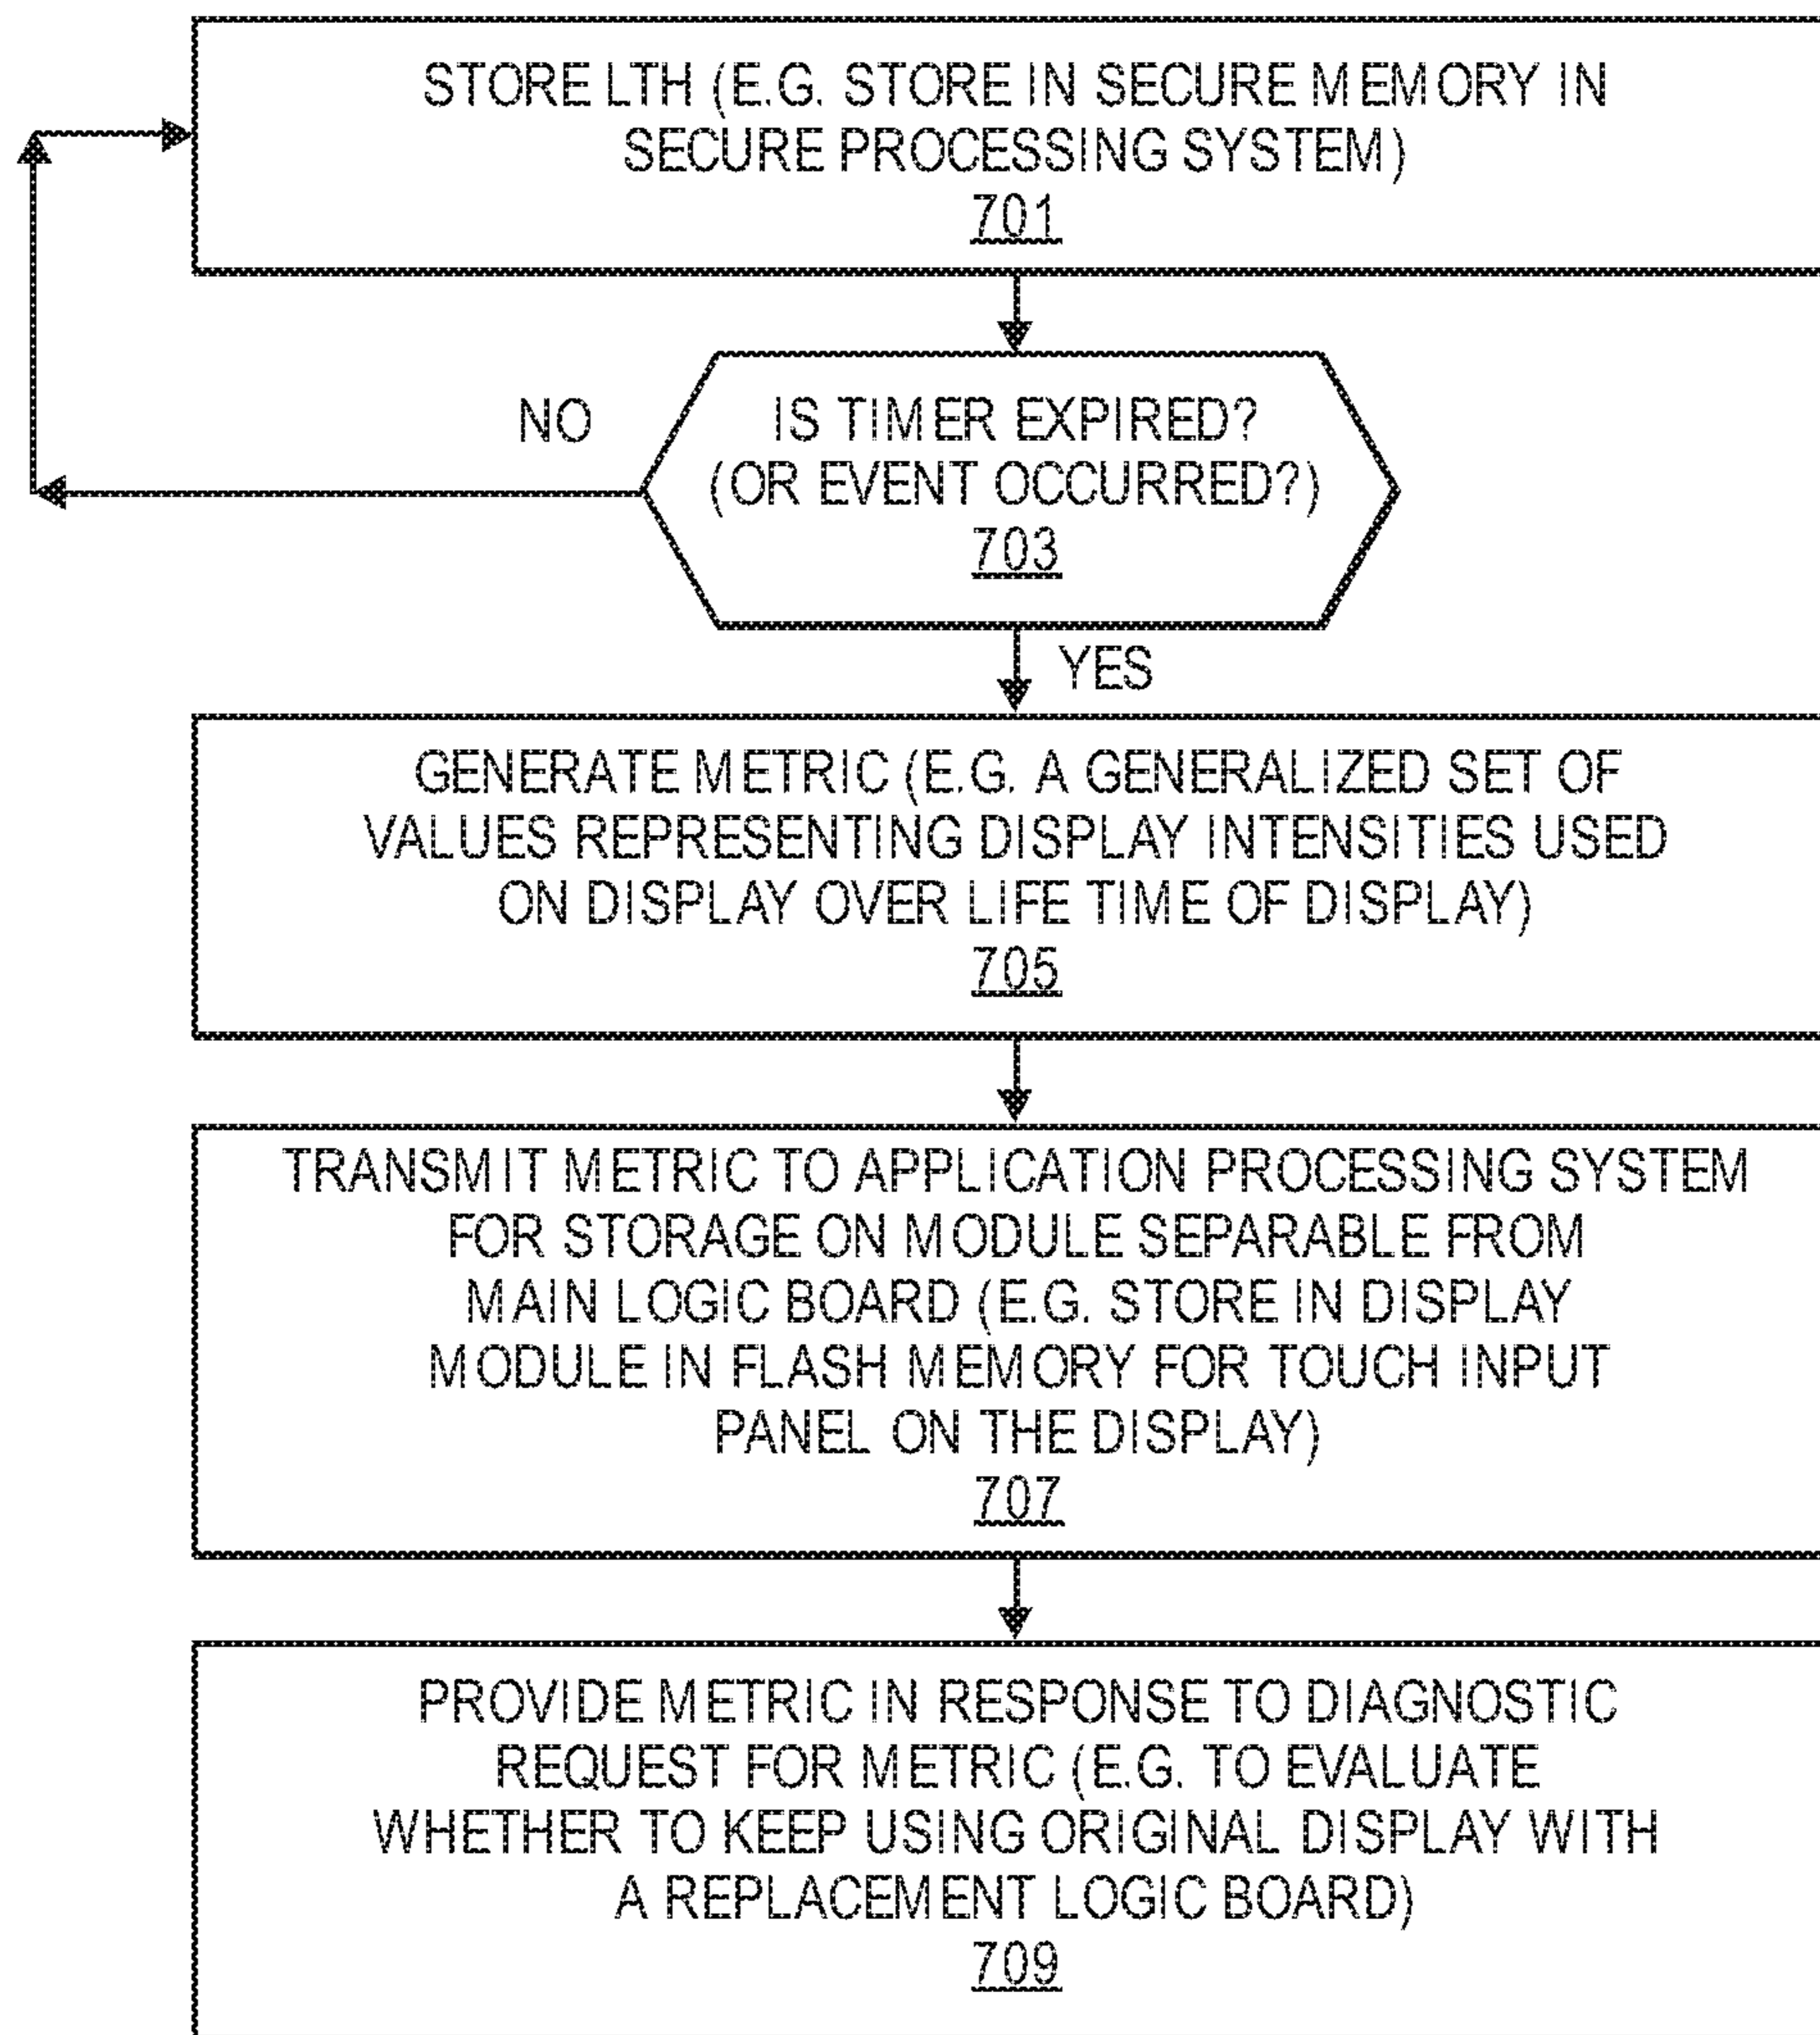 STORE LTH (E.G. STORE IN SECURE MEMORY IN
SECURE PROCESSING SYSTEM)
701
NO
IS TIMER EXPIRED?
(OR EVENT OCCURRED?)
703
YES
GENERATE METRIC (E.G. A GENERALIZED SET OF
VALUES REPRESENTING DISPLAY INTENSITIES USED
ON DISPLAY OVER LIFE TIME OF DISPLAY)
705
TRANSMIT METRIC TO APPLICATION PROCESSING SYSTEM
FOR STORAGE ON MODULE SEPARABLE FROM
MAIN LOGIC BOARD (E.G. STORE IN DISPLAY
MODULE IN FLASH MEMORY FOR TOUCH INPUT
PANEL ON THE DISPLAY)
707
PROVIDE METRIC IN RESPONSE TO DIAGNOSTIC
REQUEST FOR METRIC (E.G. TO EVALUATE
WHETHER TO KEEP USING ORIGINAL DISPLAY WITH
A REPLACEMENT LOGIC BOARD)
709